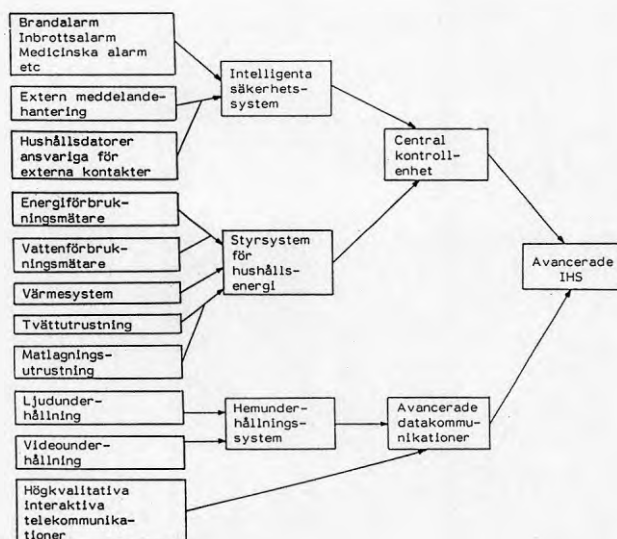 Brandalarm
Inbrottsalarm
Medicinska alarm
etc
Extern meddelande-
hantering
Hushållsdatorer
ansvariga för
externa kontakter
Energiförbruk-
ningsmätare
Vattenförbruk-
ningsmätare
Värmesystem
Tvättutrustning
Matlagnings-
utrustning
Ljudunder-
hållning
Videounder-
hållning
Högkvalitativa
interaktiva
telekommunika-
tioner
Intelligenta
säkerhets-
system
Styrsystem
för
hushålls-
energi
Hemunder-
hållnings-
system
Central
kontroll-
enhet
Avancerade
datakommu-
nikationer
Avancerade
IHS